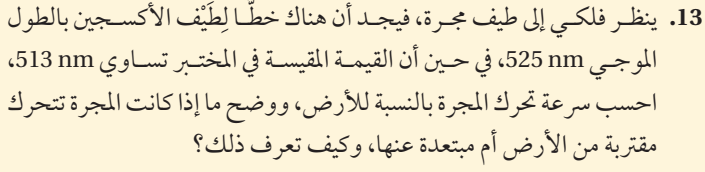 13. ينظر فلكي إلى طيف مجرة، فيجد أن هناك خطًّا لِطَيْف الأكسجين بالطول
الموجي 525 nm، في حين أن القيمة المقيسة في المختبر تساوي 513 nm،
احسب سرعة تحرك المجرة بالنسبة للأرض، ووضح ما إذا كانت المجرة تتحرك
مقتربة من الأرض أم مبتعدة عنها، وكيف تعرف ذلك؟